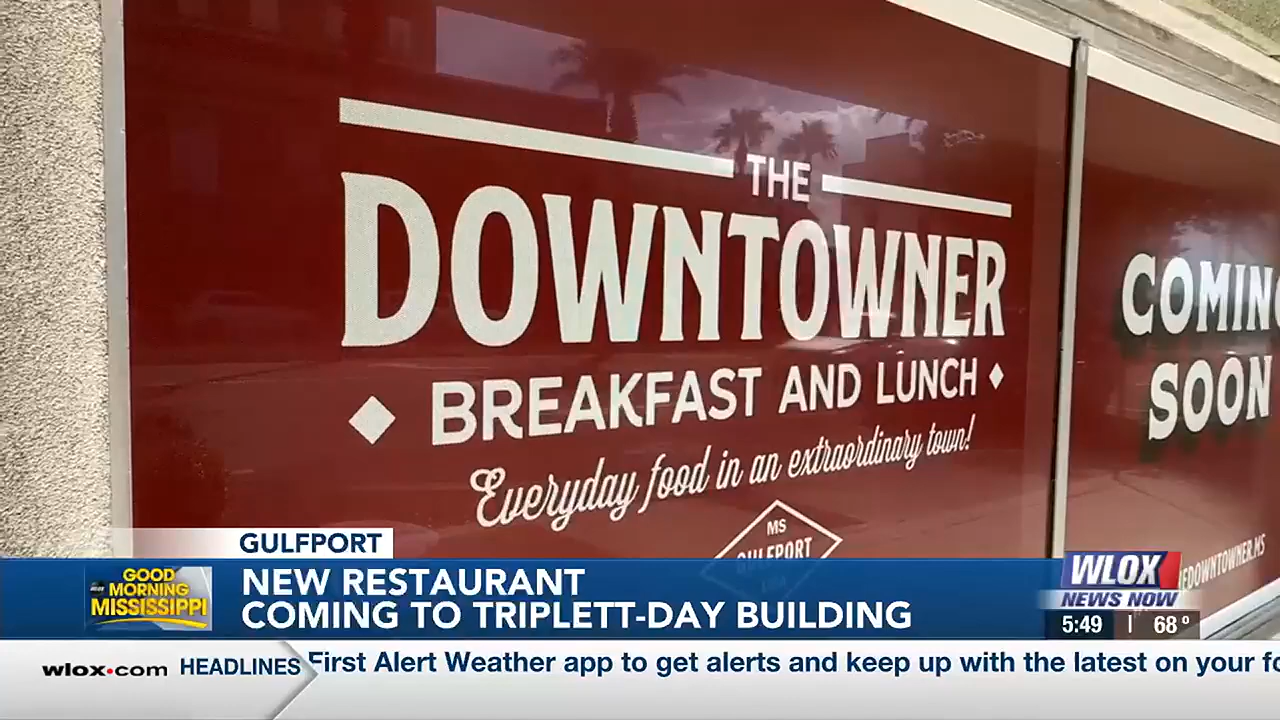 THE
DOWNTOWNER
BREAKFAST AND LUNCH
Everyday food in an extraordinary town!
MS
GULFPORT
COMING
SOON
EDOWNTOWNER.MS
GULFPORT
GOOD
MORNING
MISSISSIPPI
NEW RESTAURANT
COMING TO TRIPLETT-DAY BUILDING
WLOX
NEWS NOW
5:49 | 68°
wlox.com HEADLINES First Alert Weather app to get alerts and keep up with the latest on your fo